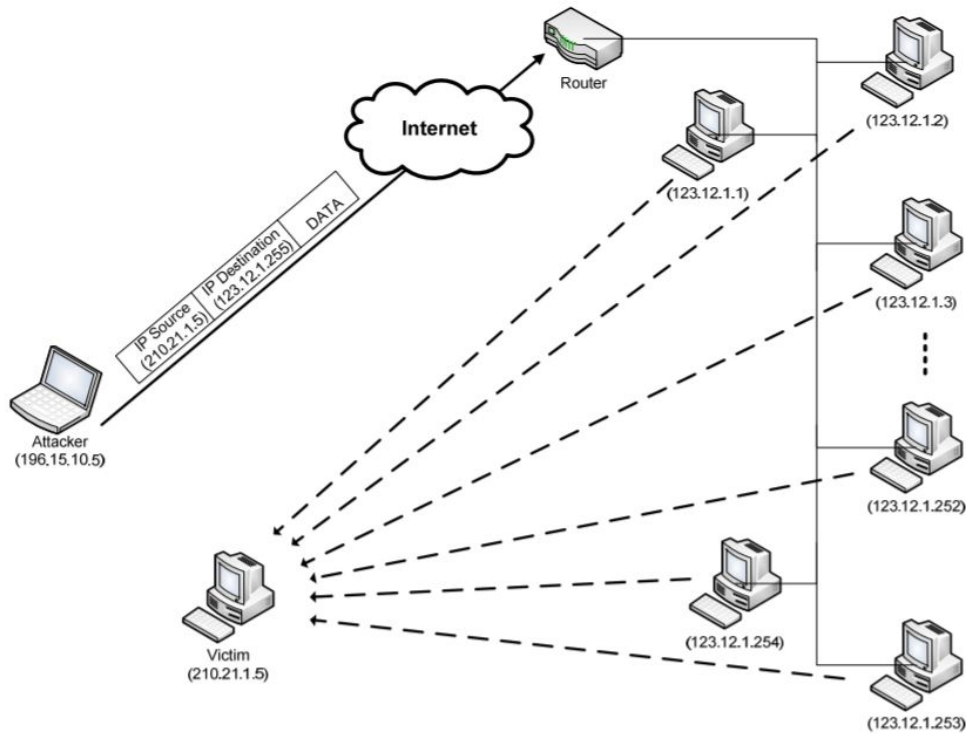 Router
Internet
(123.12.1.2)
(123.12.1.1)
IP Source
(210.21.1.5)
IP Destination
(123.12.1.255)
DATA
(123.12.1.3)
Attacker
(196.15.10.5)
(123.12.1.252)
Victim
(210.21.1.5)
(123.12.1.254)
(123.12.1.253)